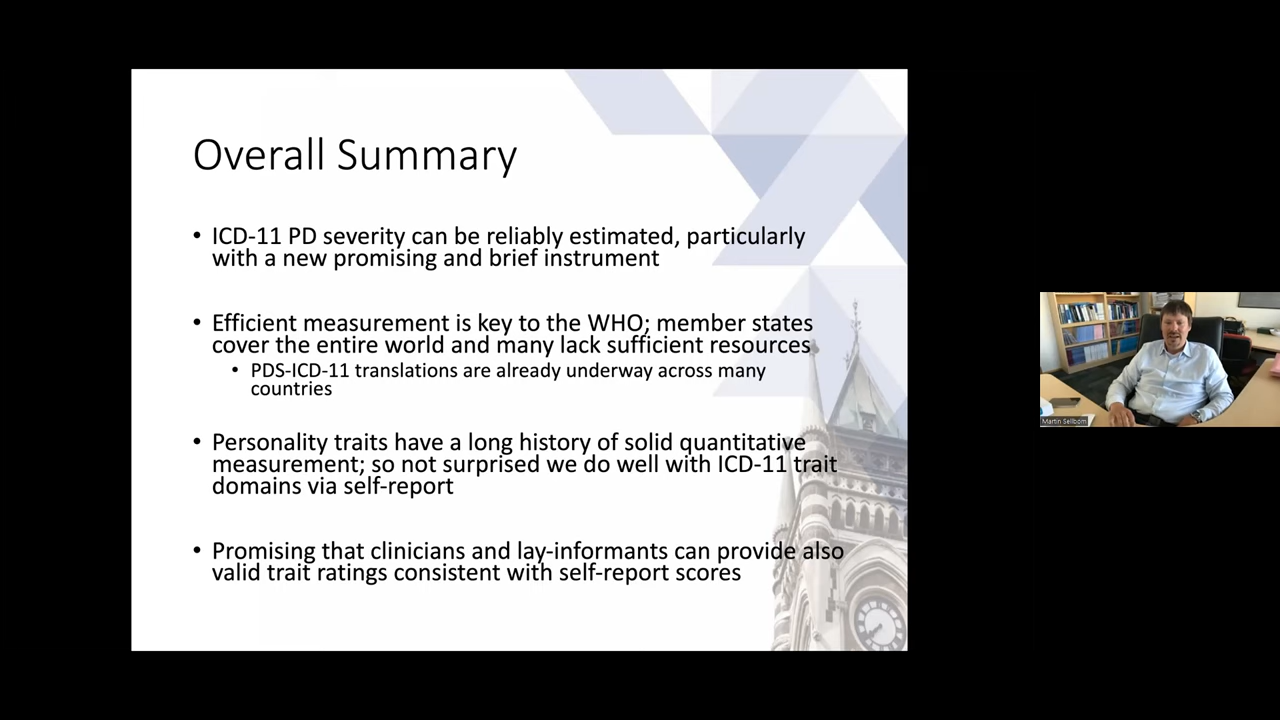 Overall Summary
• ICD-11 PD severity can be reliably estimated, particularly
with a new promising and brief instrument
• Efficient measurement is key to the WHO; member states
cover the entire world and many lack sufficient resources
• PDS-ICD-11 translations are already underway across many
countries
• Personality traits have a long history of solid quantitative
measurement; so not surprised we do well with ICD-11 trait
domains via self-report
• Promising that clinicians and lay-informants can provide also
valid trait ratings consistent with self-report scores
Martin Sellbom